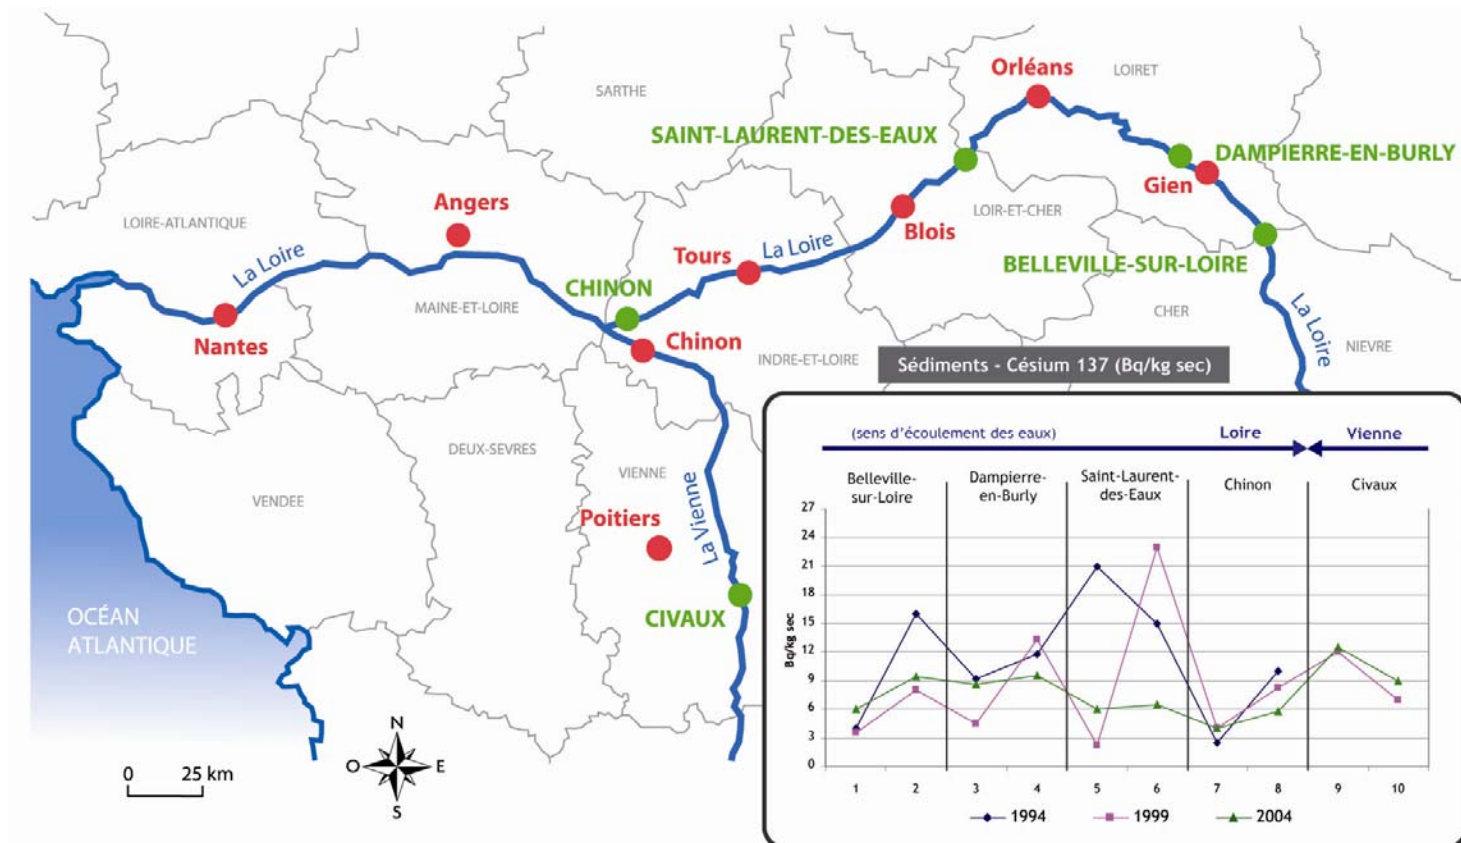 Orléans
LOIRET
SARTHE
SAINT-LAURENT-DES-EAUX
DAMPIERRE-EN-BURLY
Gien
Angers
LOIRE-ATLANTIQUE
LOIR-ET-CHER
Blois
La Loire
Tours
La Loire
BELLEVILLE-SUR-LOIRE
CHINON
MAINE-ET-LOIRE
CHER
La Loire
Nantes
Chinon
INDRE-ET-LOIRE
NIEVRE
Sédiments - Césium 137 (Bq/kg sec)
DEUX-SEVRES
VIENNE
VENDEE
La Vienne
Poitiers
CIVAUX
OCÉAN
ATLANTIQUE
N
O
E
S
0
25 km
(sens d'écoulement des eaux)
Loire
Vienne
Belleville-
sur-Loire
Dampierre-
en-Burly
Saint-Laurent-
des-Eaux
Chinon
Civaux
Bq/kg sec
27
24
21
18
15
12
9
6
3
0
1 2 3 4 5 6 7 8 9 10
1994 1999 2004